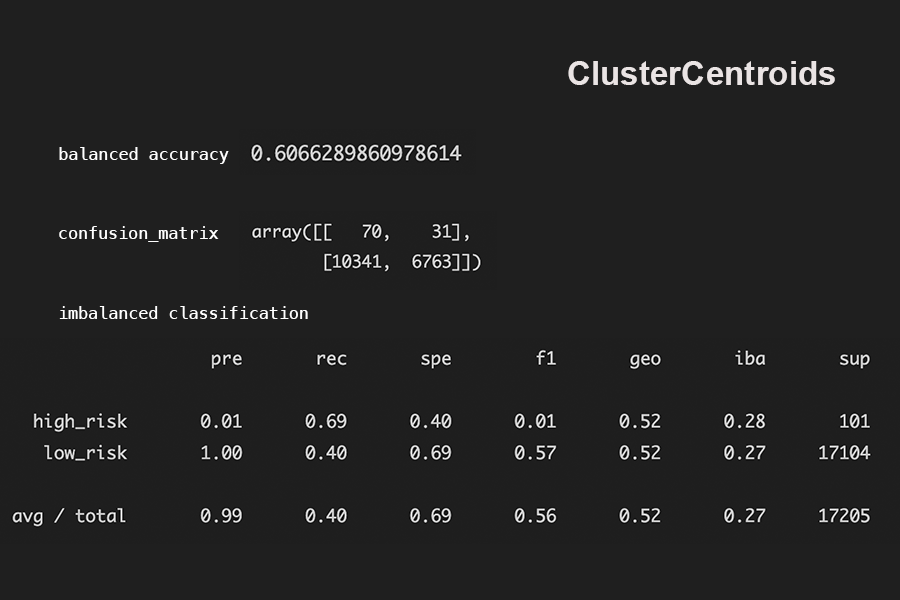 ClusterCentroids
balanced accuracy 0.6066289860978614
confusion_matrix array([[   70,    31],
       [10341,  6763]])
imbalanced classification
pre rec spe f1 geo iba sup
high_risk 0.01 0.69 0.40 0.01 0.52 0.28 101
low_risk 1.00 0.40 0.69 0.57 0.52 0.27 17104
avg / total 0.99 0.40 0.69 0.56 0.52 0.27 17205